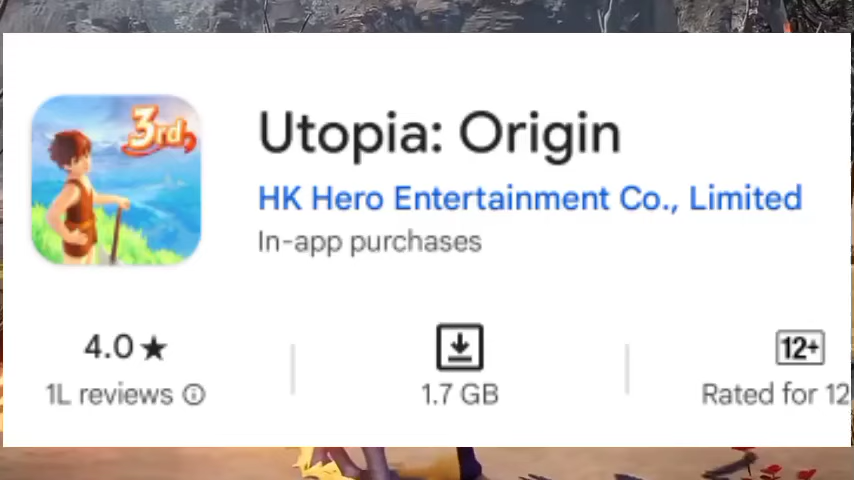 3rd
Utopia: Origin
HK Hero Entertainment Co., Limited
In-app purchases
4.0★
1L reviews
1.7 GB
12+
Rated for 12